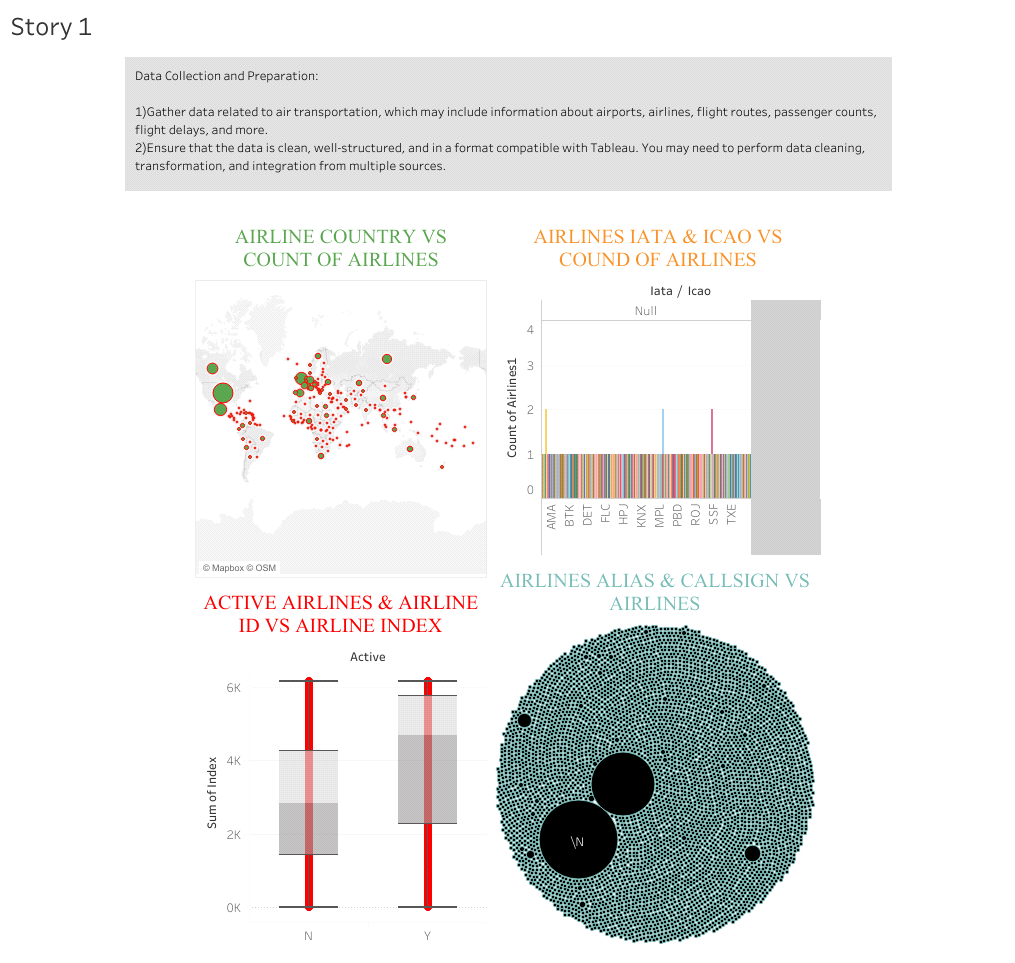 Story 1
Data Collection and Preparation:
1)Gather data related to air transportation, which may include information about airports, airlines, flight routes, passenger counts,
flight delays, and more.
2)Ensure that the data is clean, well-structured, and in a format compatible with Tableau. You may need to perform data cleaning,
transformation, and integration from multiple sources.
AIRLINE COUNTRY VS
COUNT OF AIRLINES
© Mapbox © OSM
AIRLINES IATA & ICAO VS
COUND OF AIRLINES
Iata / Icao
Null
Count of Airlines1
4
3
2
1
0
AMA
BTK
DET
FLC
HPJ
KNX
MPL
PBD
ROJ
SSF
TXE
ACTIVE AIRLINES & AIRLINE
ID VS AIRLINE INDEX
Active
Sum of Index
6K
4K
2K
0K
N
Y
AIRLINES ALIAS & CALLSIGN VS
AIRLINES
\N